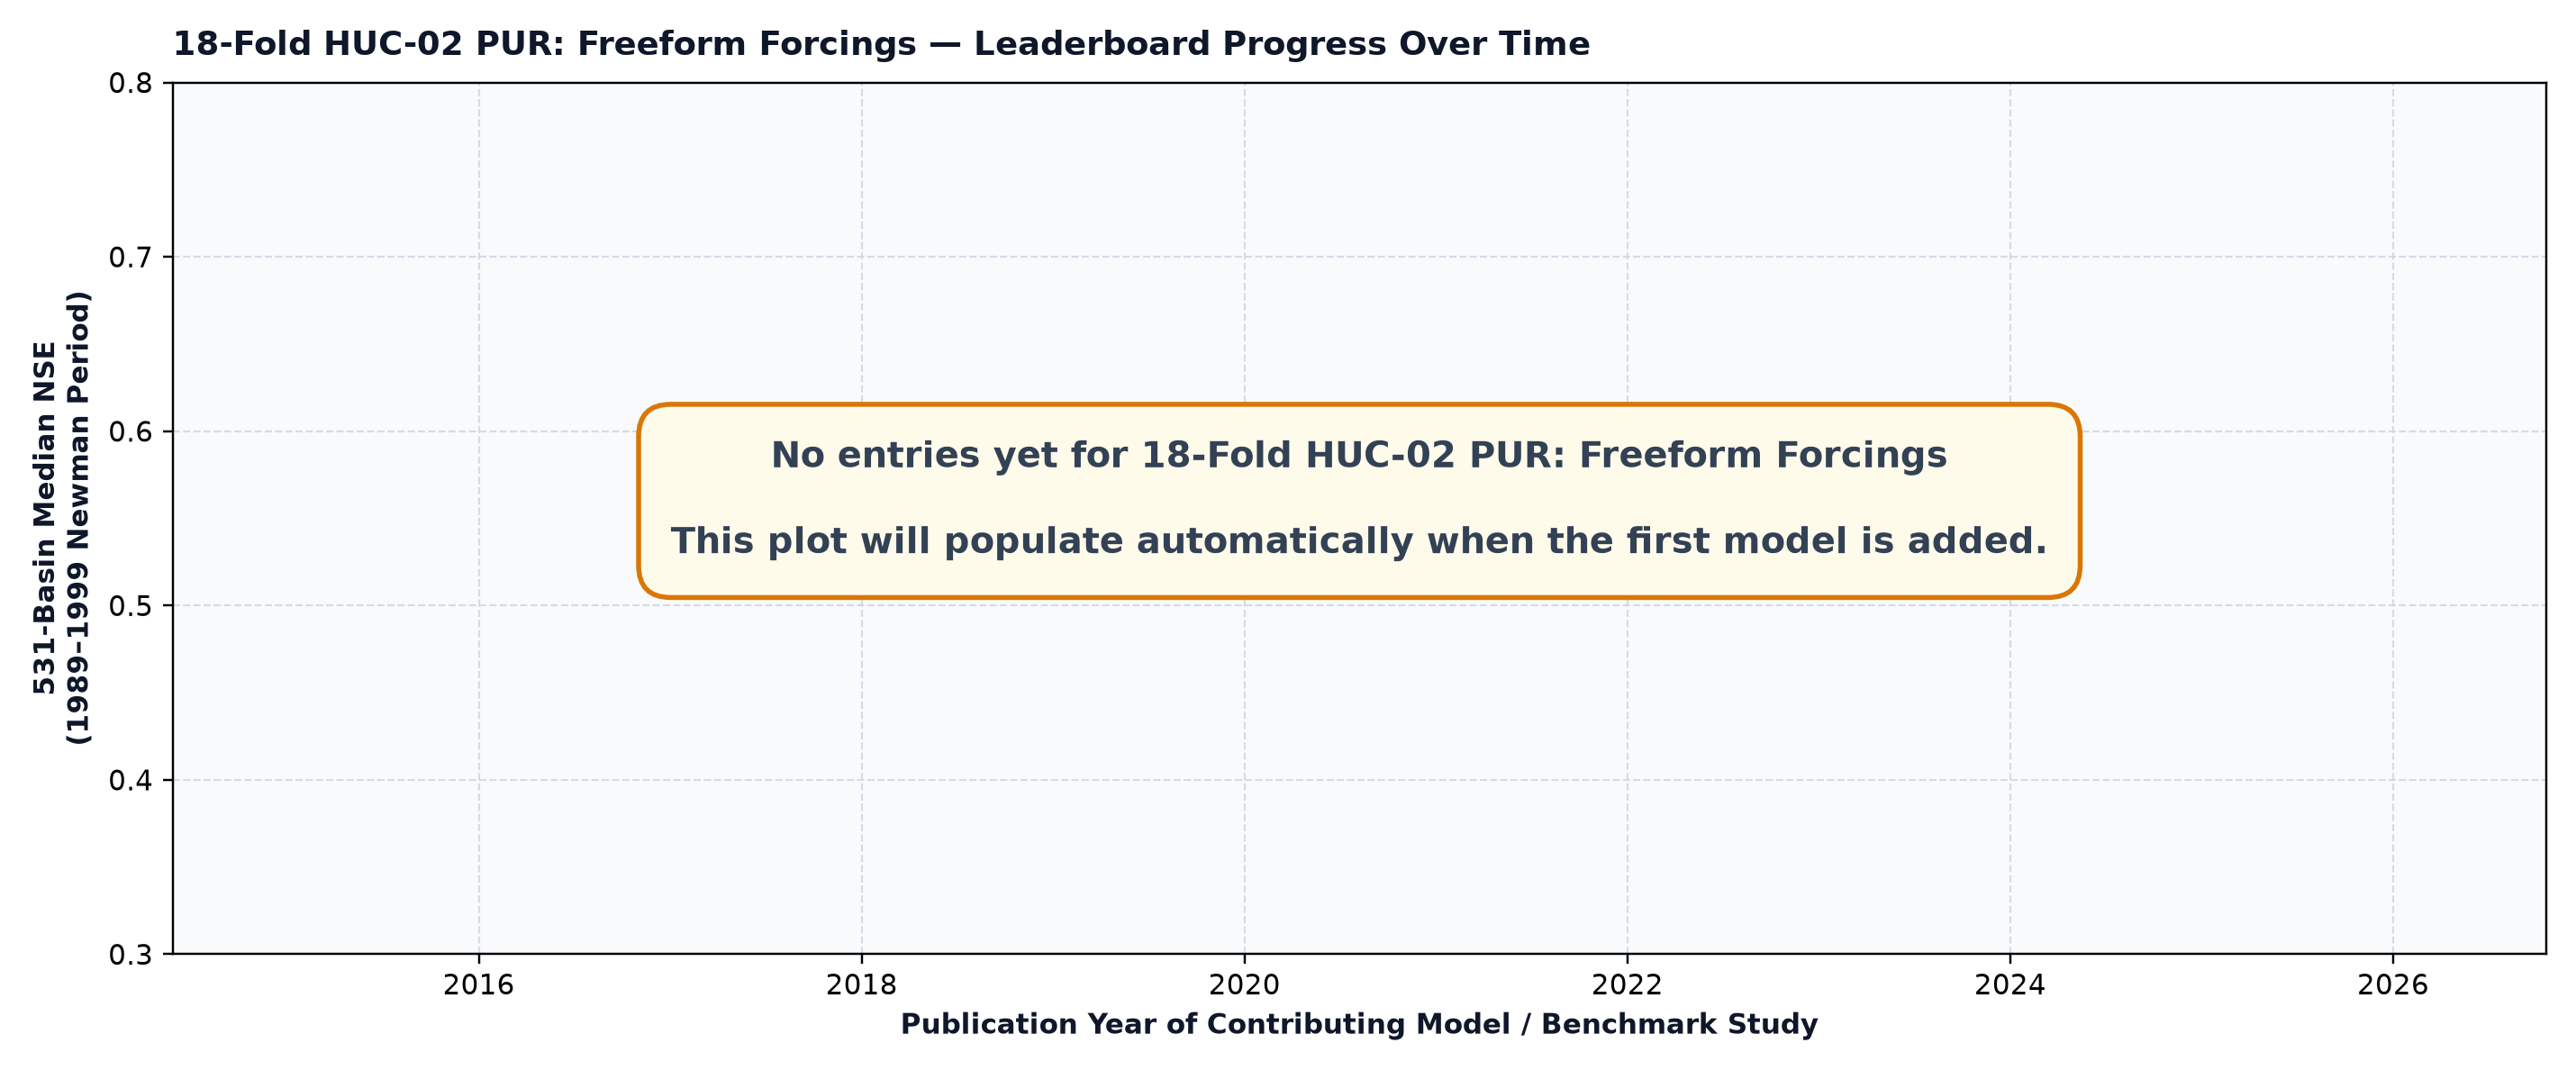 18-Fold HUC-02 PUR: Freeform Forcings — Leaderboard Progress Over Time
0.8
0.7
0.6
0.5
0.4
0.3
531-Basin Median NSE
(1989–1999 Newman Period)
No entries yet for 18-Fold HUC-02 PUR: Freeform Forcings
This plot will populate automatically when the first model is added.
2016 2018 2020 2022 2024 2026
Publication Year of Contributing Model / Benchmark Study